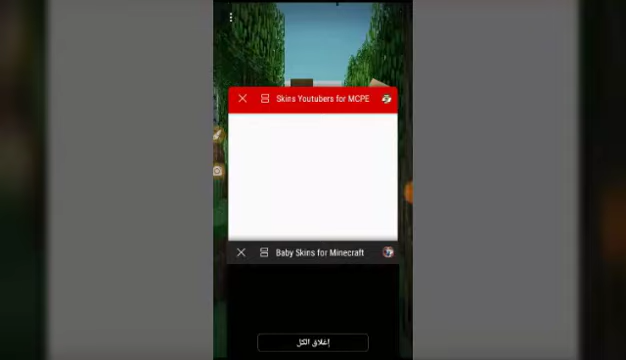 Skins Youtubers for MCPE
Baby Skins for Minecraft
إغلاق الكل